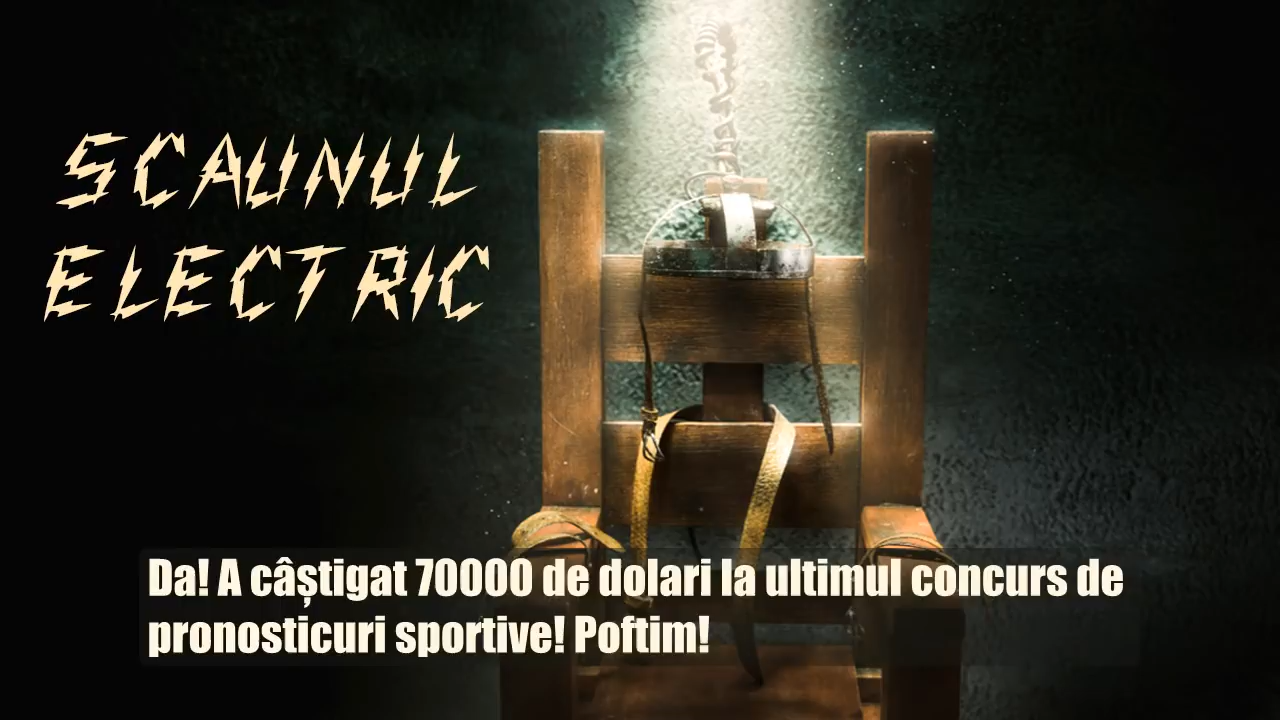 SCAUNUL
ELECTRIC
Da! A câștigat 70000 de dolari la ultimul concurs de
pronosticuri sportive! Poftim!